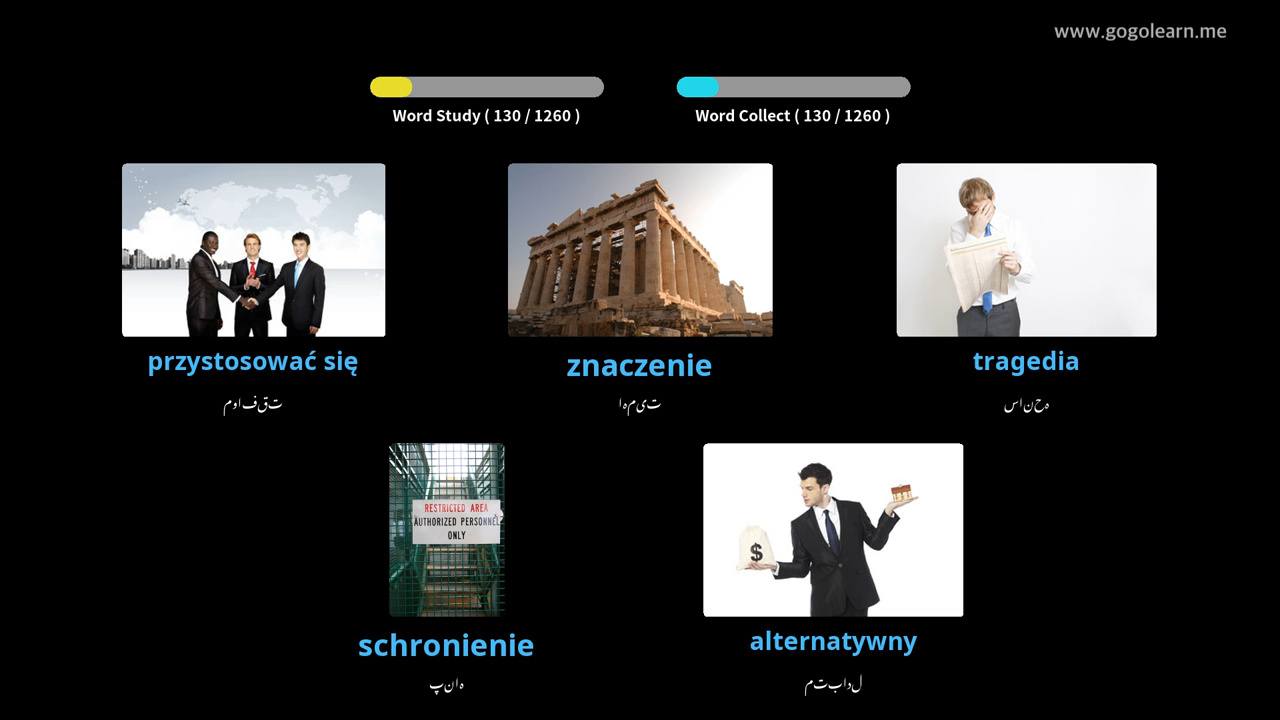 www.gogolearn.me
Word Study ( 130 / 1260 )
Word Collect ( 130 / 1260 )
przystosować się
موافقت
znaczenie
اہمیت
tragedia
سانحہ
RESTRICTED AREA
AUTHORIZED PERSONNEL
ONLY
$
schronienie
پناہ
alternatywny
متبادل